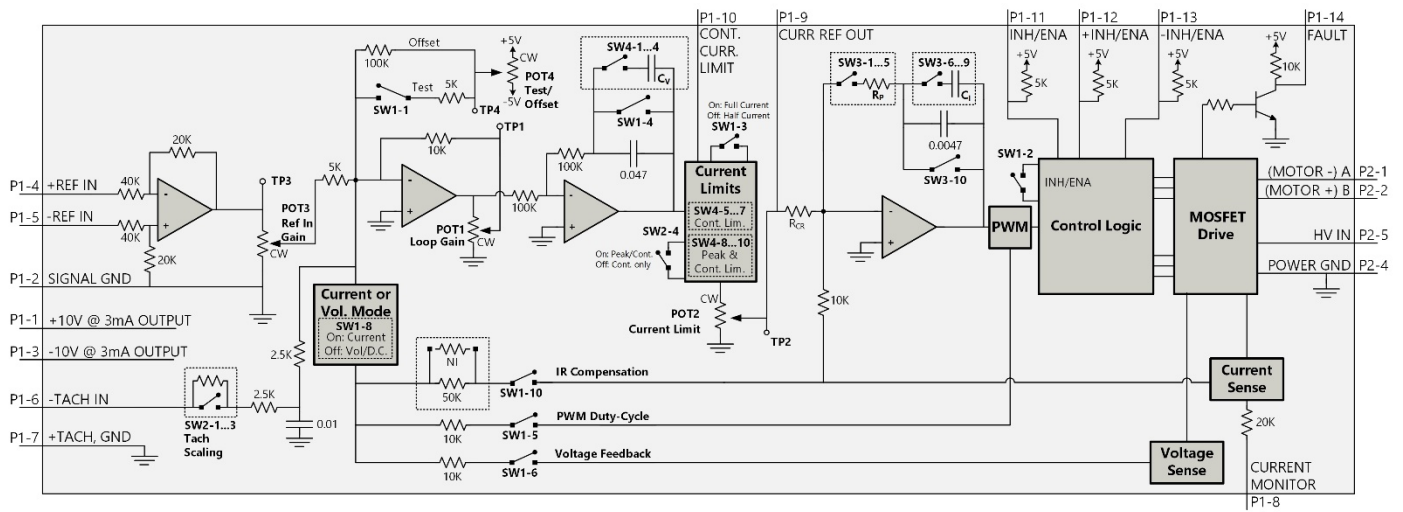 P1-10
CONT.
CURR.
LIMIT
P1-9
CURR REF OUT
P1-11
INH/ENA
P1-12
+INH/ENA
P1-13
-INH/ENA
P1-14
FAULT
Offset
100K
+5V
CW
-5V
POT4
Test/
Offset
Test
5K
SW1-1
TP4
SW4-1...4
CV
SW1-4
0.047
100K
100K
TP1
10K
POT1
Loop Gain
CW
On: Full Current
Off: Half Current
SW1-3
SW3-1...5
RP
SW3-6...9
CI
0.0047
SW3-10
+5V
5K
+5V
5K
+5V
5K
+5V
10K
20K
P1-4
+REF IN
40K
P1-5
-REF IN
40K
20K
-
+
TP3
POT3
Ref In
Gain
CW
5K
-
+
-
+
P1-2
SIGNAL GND
P1-1
+10V @ 3mA OUTPUT
P1-3
-10V @ 3mA OUTPUT
P1-6
-TACH IN
P1-7
+TACH, GND
SW2-1...3
Tach
Scaling
2.5K
2.5K
0.01
Current or
Vol. Mode
SW1-8
On: Current
Off: Vol/D.C.
Current
Limits
SW4-5...7
Cont. Lim.
SW4-8...10
Peak &
Cont. Lim.
SW2-4
On: Peak/Cont.
Off: Cont. only
CW
POT2
Current Limit
TP2
RCR
-
+
10K
PWM
SW1-2
INH/ENA
Control Logic
MOSFET
Drive
(MOTOR -) A
P2-1
(MOTOR +) B
P2-2
HV IN
P2-5
POWER GND
P2-4
NI
50K
SW1-10
IR Compensation
10K
SW1-5
PWM Duty-Cycle
10K
SW1-6
Voltage Feedback
Current
Sense
20K
Voltage
Sense
CURRENT
MONITOR
P1-8